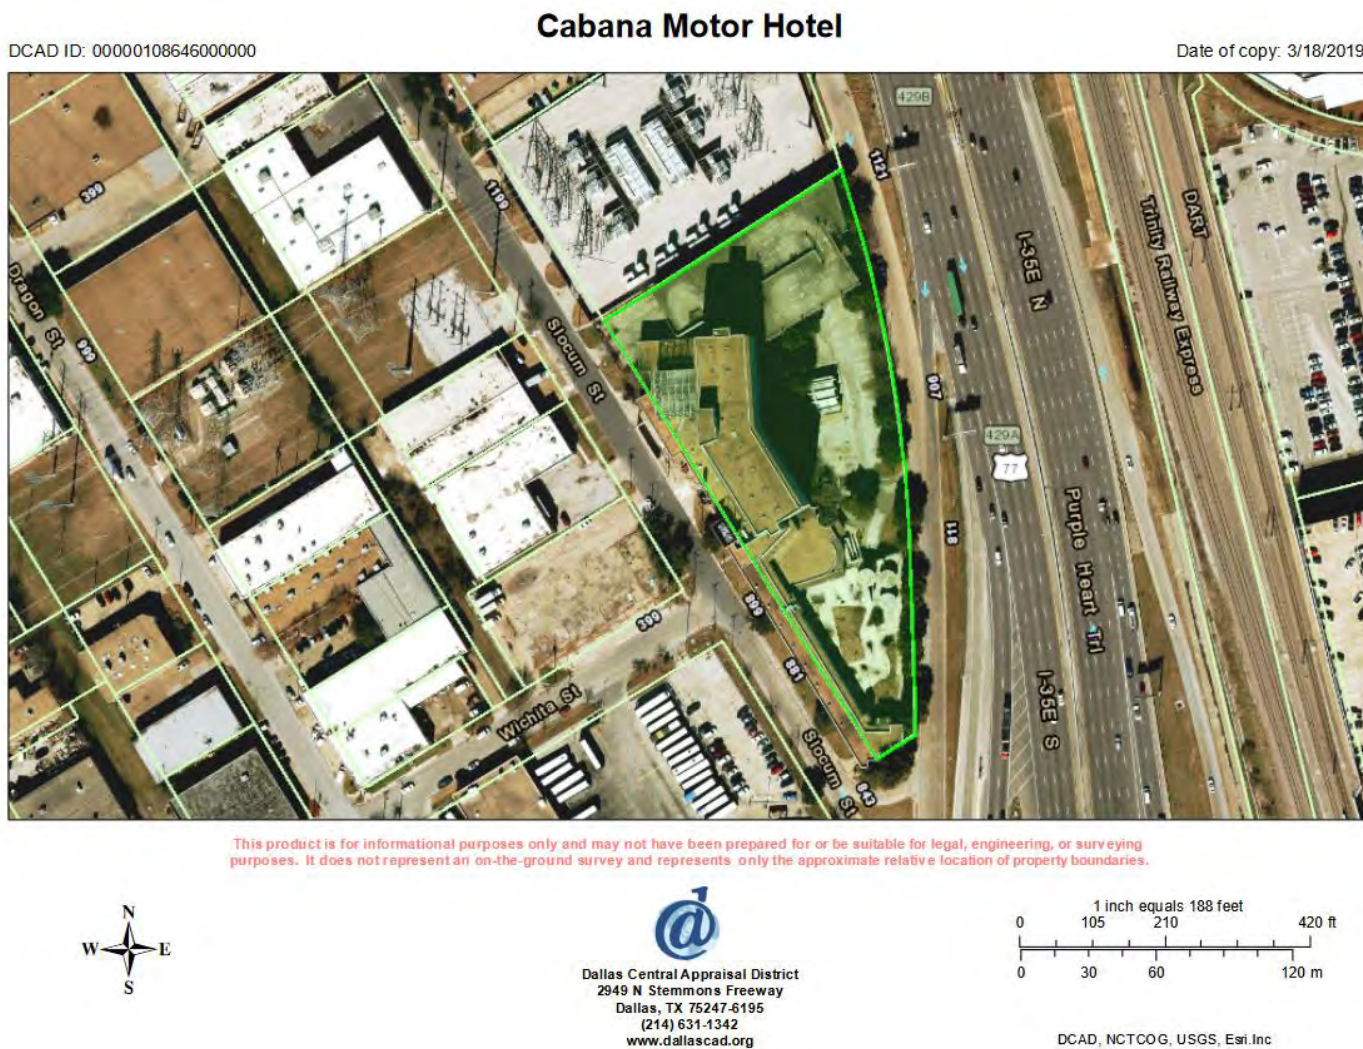 Cabana Motor Hotel
DCAD ID: 00000108646000000
Date of copy: 3/18/2019
429B
1121
399
1199
DART
Trinity Railway Express
I-35E N
Dragon St
999
Slocum St
907
429A
77
Purple Heart Trl
811
899
399
881
Wichita St
I-35E S
Slocum St
843
This product is for informational purposes only and may not have been prepared for or be suitable for legal, engineering, or surveying
purposes. It does not represent an on-the-ground survey and represents only the approximate relative location of property boundaries.
N
W E
S
d
Dallas Central Appraisal District
2949 N Stemmons Freeway
Dallas, TX 75247-6195
(214) 631-1342
www.dallascad.org
1 inch equals 188 feet
0 105 210 420 ft
0 30 60 120 m
DCAD, NCTCOG, USGS, Esri.Inc